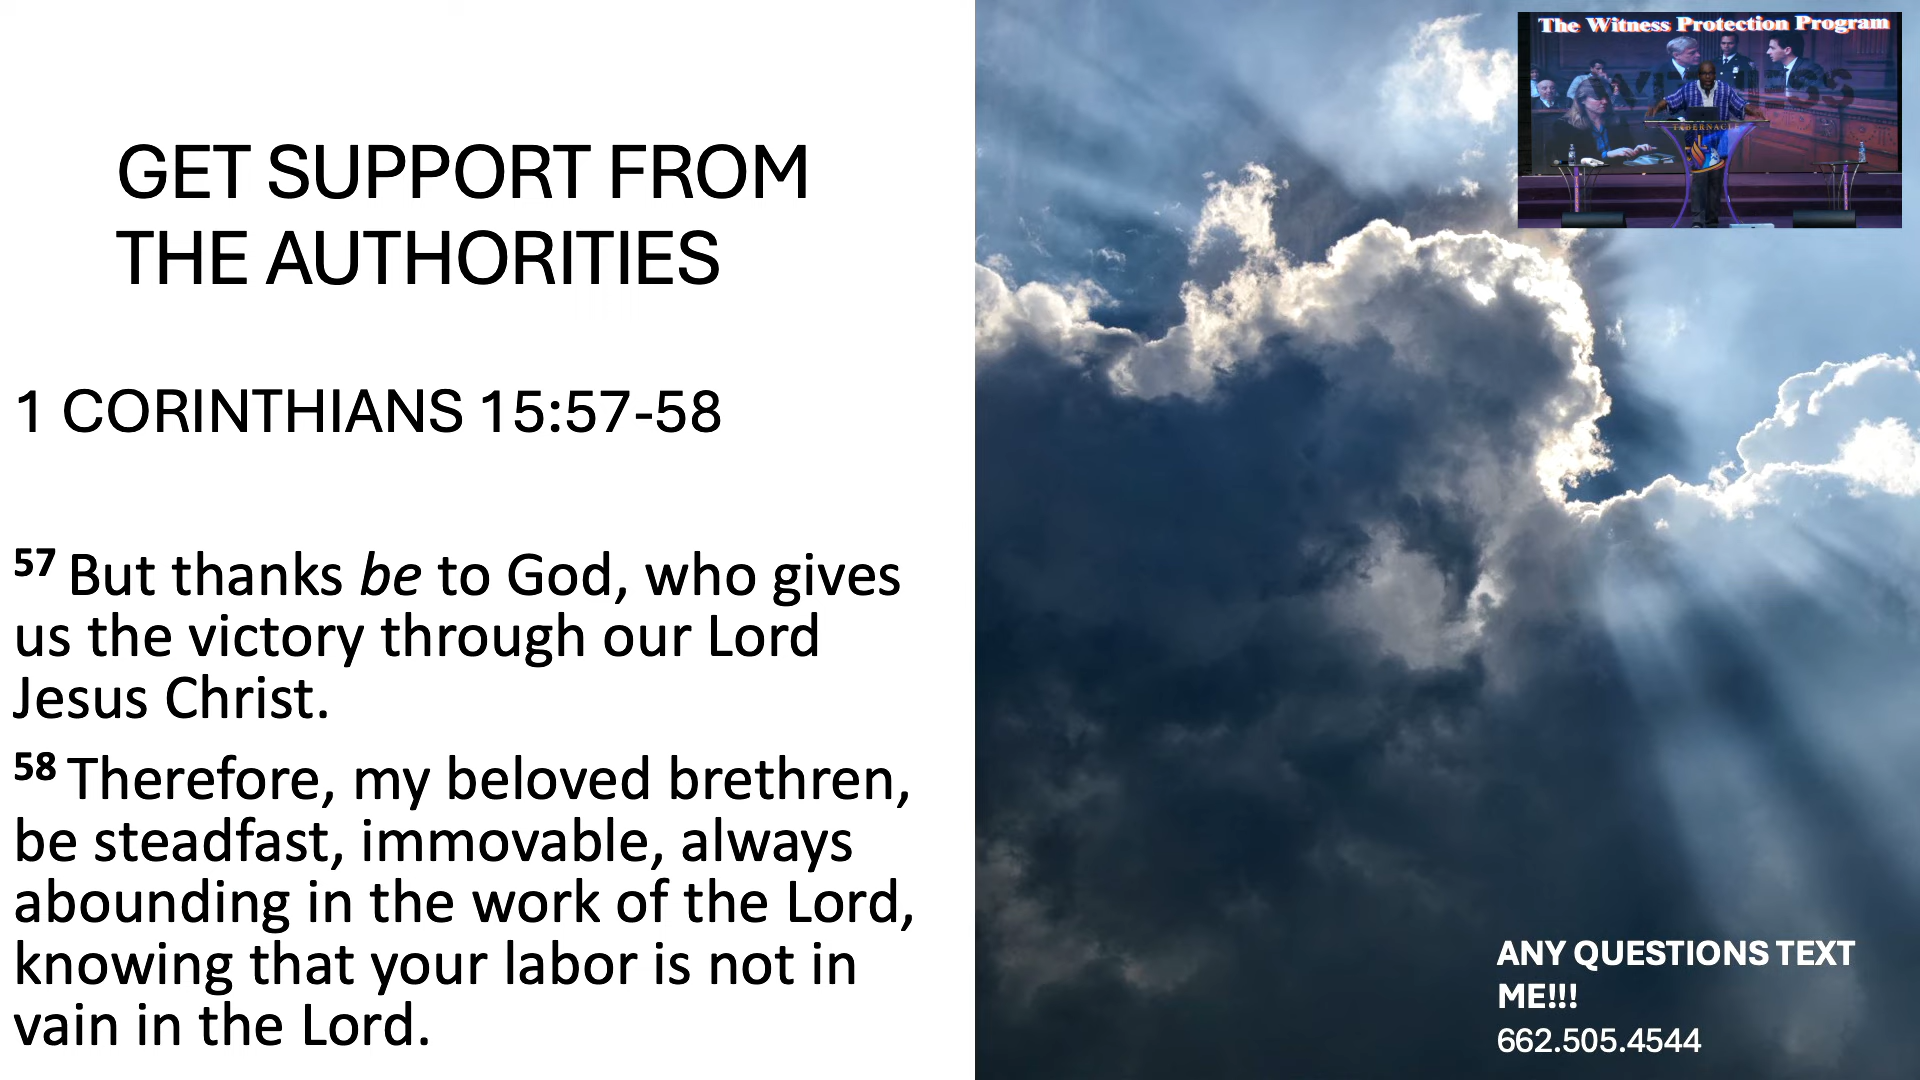 GET SUPPORT FROM
THE AUTHORITIES
1 CORINTHIANS 15:57-58
57 But thanks be to God, who gives
us the victory through our Lord
Jesus Christ.
58 Therefore, my beloved brethren,
be steadfast, immovable, always
abounding in the work of the Lord,
knowing that your labor is not in
vain in the Lord.
The Witness Protection Program
TABERNACLE
ANY QUESTIONS TEXT
ME!!!
662.505.4544